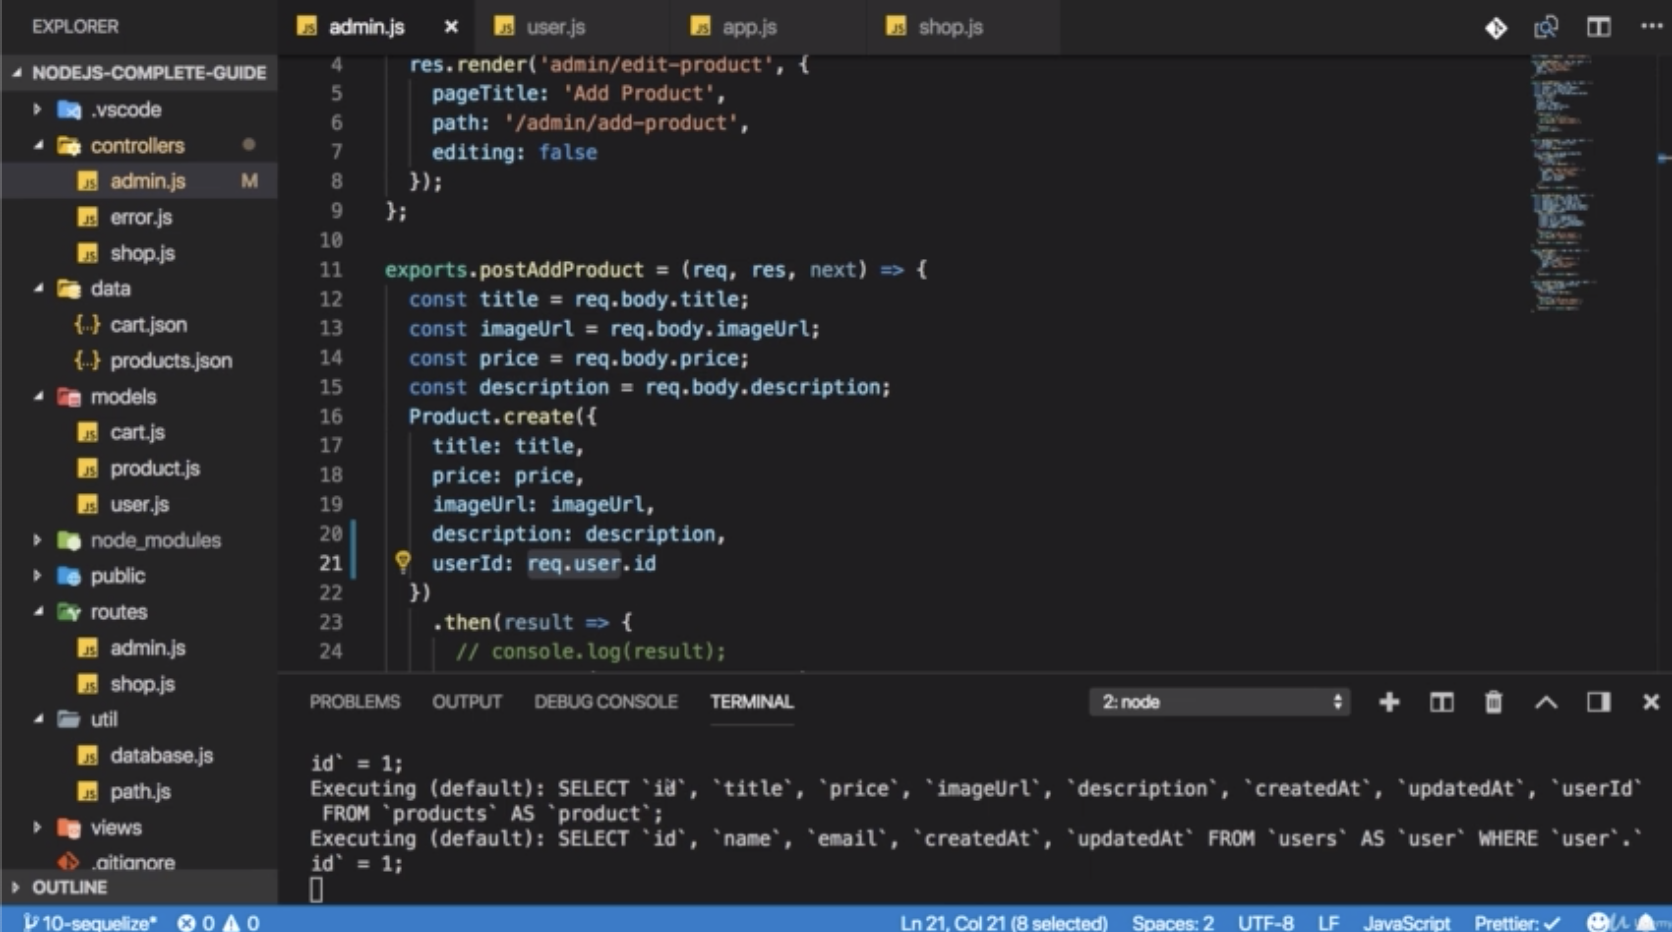 EXPLORER
NODEJS-COMPLETE-GUIDE
.vscode
controllers
admin.js M
error.js
shop.js
data
{..} cart.json
{..} products.json
models
cart.js
product.js
user.js
node_modules
public
routes
admin.js
shop.js
util
database.js
path.js
views
.gitignore
OUTLINE
admin.js × user.js app.js shop.js
4 res.render('admin/edit-product', {
5 pageTitle: 'Add Product',
6 path: '/admin/add-product',
7 editing: false
8 });
9 };
10
11 exports.postAddProduct = (req, res, next) => {
12 const title = req.body.title;
13 const imageUrl = req.body.imageUrl;
14 const price = req.body.price;
15 const description = req.body.description;
16 Product.create({
17 title: title,
18 price: price,
19 imageUrl: imageUrl,
20 description: description,
21 userId: req.user.id
22 })
23 .then(result => {
24 // console.log(result);
PROBLEMS OUTPUT DEBUG CONSOLE TERMINAL 2: node
id` = 1;
Executing (default): SELECT `id`, `title`, `price`, `imageUrl`, `description`, `createdAt`, `updatedAt`, `userId`
FROM `products` AS `product`;
Executing (default): SELECT `id`, `name`, `email`, `createdAt`, `updatedAt` FROM `users` AS `user` WHERE `user`.`
id` = 1;
10-sequelize* 0 0 Ln 21, Col 21 (8 selected) Spaces: 2 UTF-8 LF JavaScript Prettier: ✓